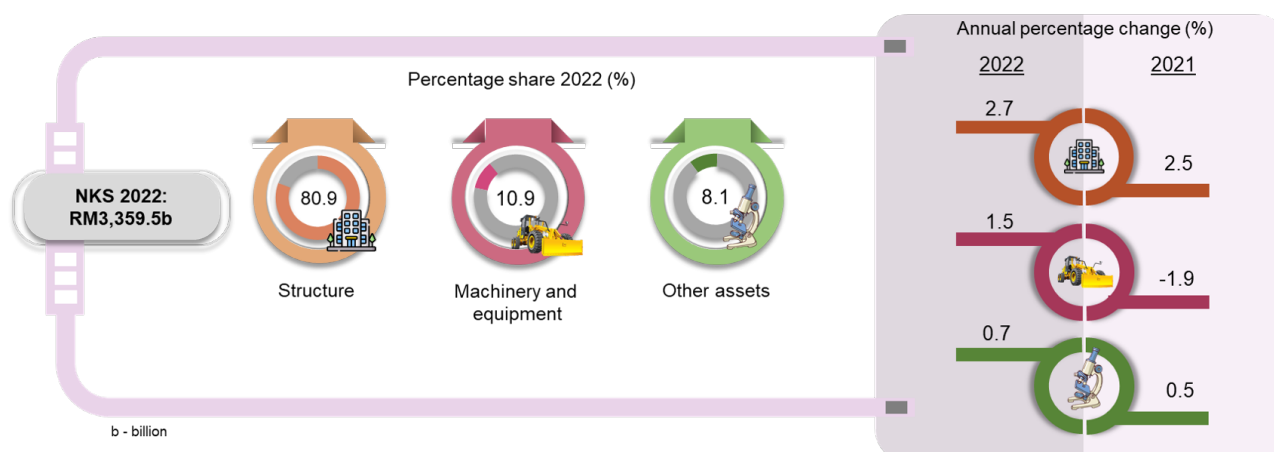 Annual percentage change (%)
2022
2021
Percentage share 2022 (%)
NKS 2022:
RM3,359.5b
80.9
10.9
8.1
Structure
Machinery and
equipment
Other assets
2.7
2.5
1.5
-1.9
0.7
0.5
b - billion